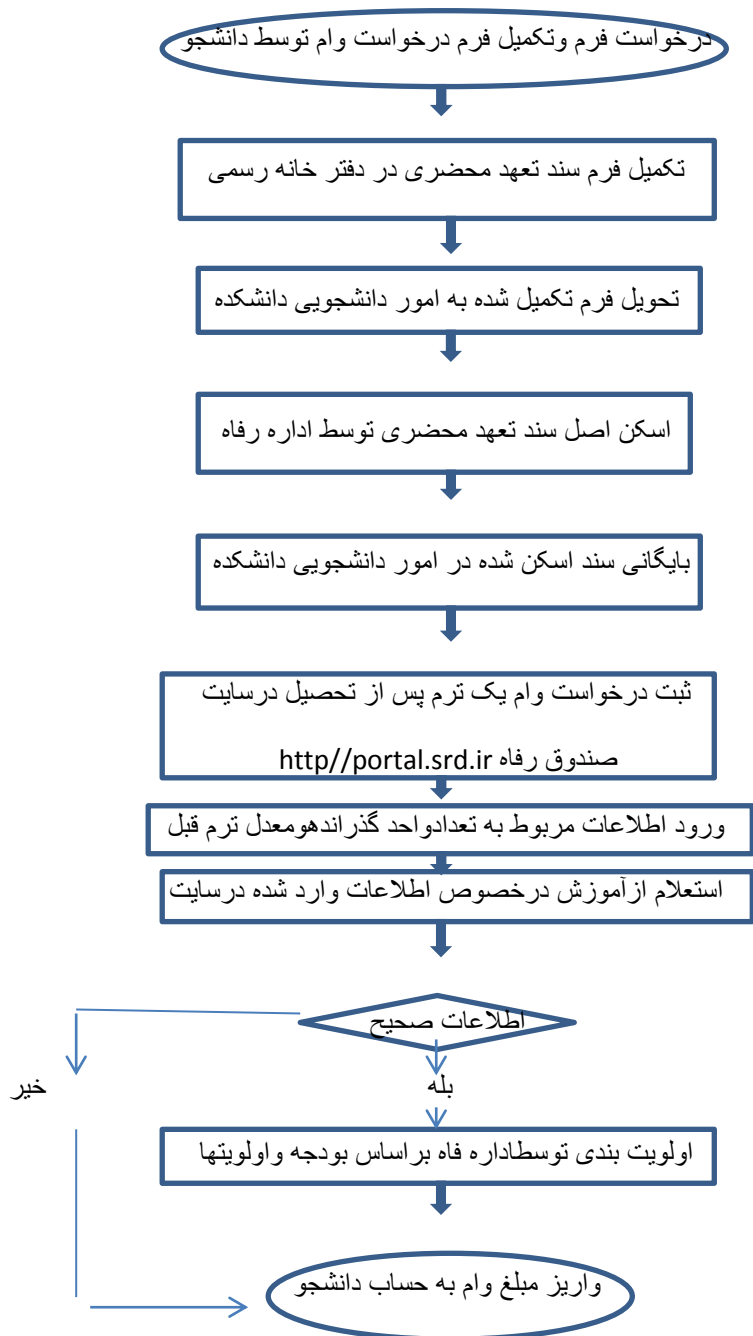 درخواست فرم وتکمیل فرم درخواست وام توسط دانشجو
تکمیل فرم سند تعهد محضری در دفتر خانه رسمی
تحویل فرم تکمیل شده به امور دانشجویی دانشکده
اسکن اصل سند تعهد محضری توسط اداره رفاه
بایگانی سند اسکن شده در امور دانشجویی دانشکده
ثبت درخواست وام یک ترم پس از تحصیل درسایت
صندوق رفاه http//portal.srd.ir
ورود اطلاعات مربوط به تعدادواحد گذراندهومعدل ترم قبل
استعلام ازآموزش درخصوص اطلاعات وارد شده درسایت
اطلاعات صحیح
بله
خیر
اولویت بندی توسطاداره فاه براساس بودجه واولویتها
واریز مبلغ وام به حساب دانشجو